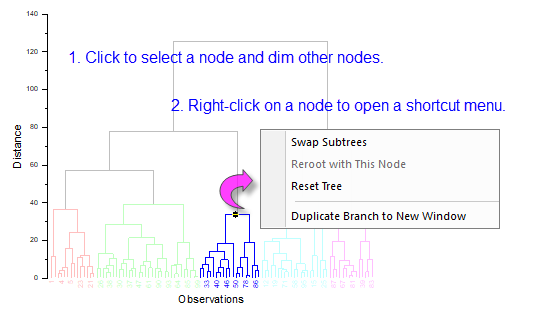 140
1. Click to select a node and dim other nodes.
120
100
2. Right-click on a node to open a shortcut menu.
80
60
40
20
0
Distance
Swap Subtrees
Reroot with This Node
Reset Tree
Duplicate Branch to New Window
33 40 46 50 78 86
Observations